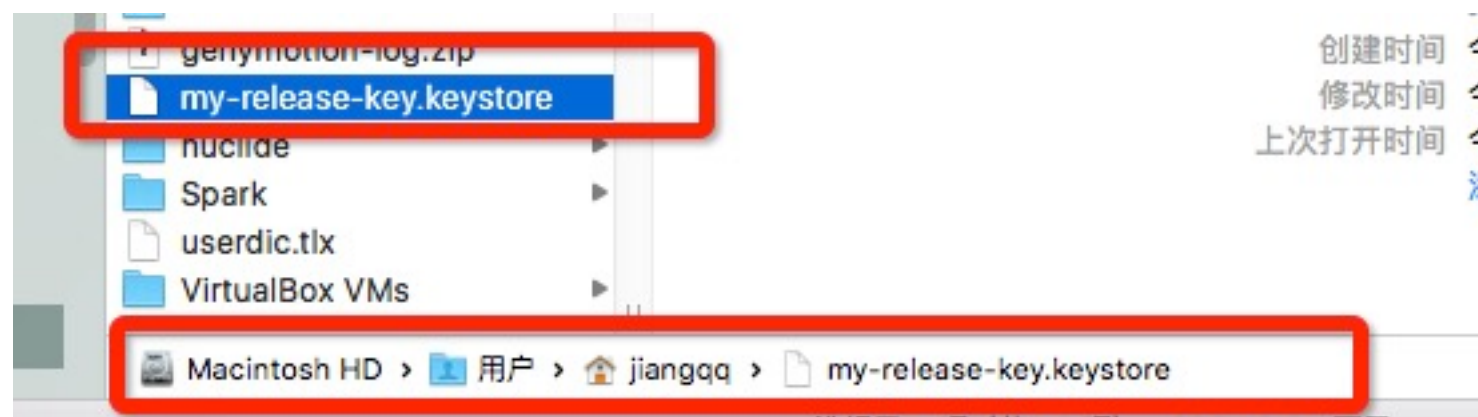 genymotion-log.zip
创建时间
my-release-key.keystore
修改时间
nuclide
上次打开时间
Spark
userdic.tlx
VirtualBox VMs
Macintosh HD > 用户 > jiangqq > my-release-key.keystore